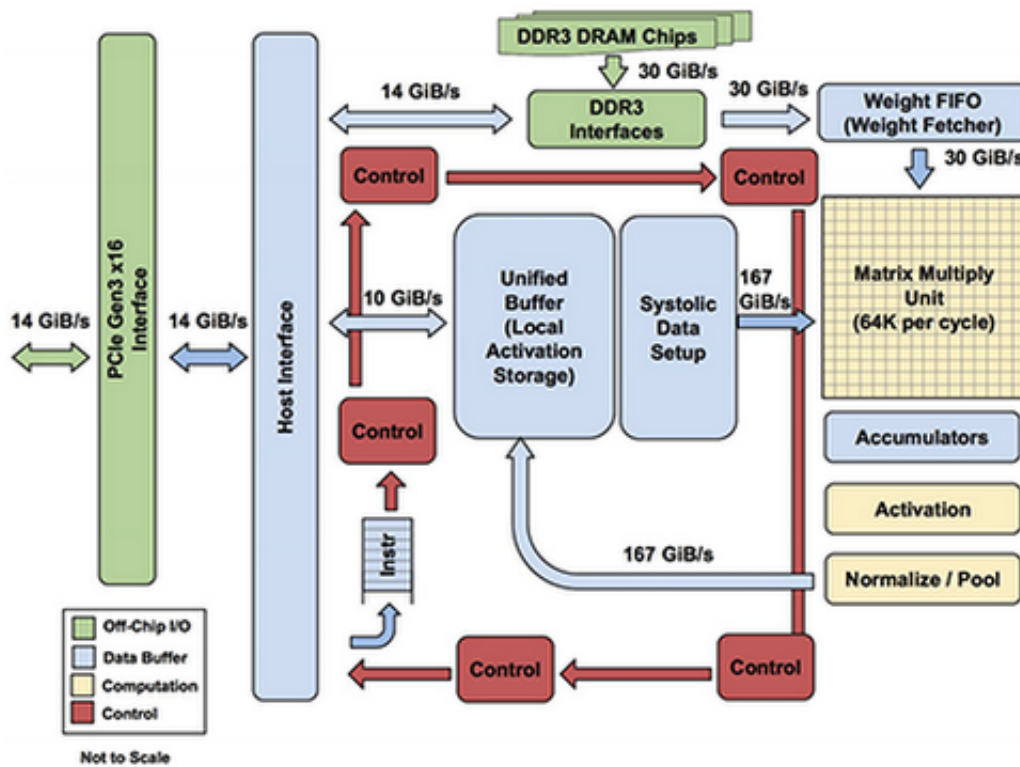 DDR3 DRAM Chips
30 GiB/s
14 GiB/s
30 GiB/s
DDR3
Interfaces
Weight FIFO
(Weight Fetcher)
30 GiB/s
Control
Control
PCIe Gen3 x16
Interface
Host Interface
14 GiB/s
14 GiB/s
10 GiB/s
Unified
Buffer
(Local
Activation
Storage)
Systolic
Data
Setup
167
GiB/s
Matrix Multiply
Unit
(64K per cycle)
Control
Accumulators
Activation
Instr
167 GiB/s
Normalize / Pool
Control
Control
Off-Chip I/O
Data Buffer
Computation
Control
Not to Scale